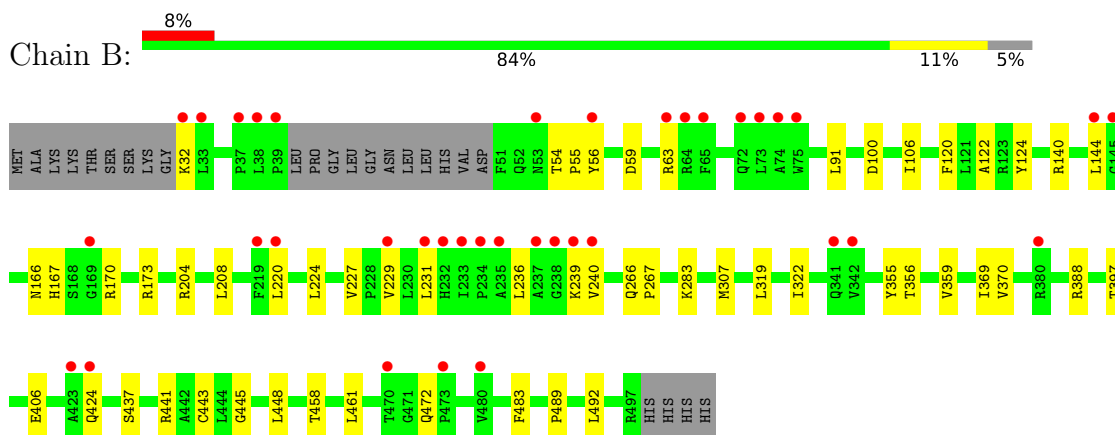 8%
Chain B:
84% 11% 5%
MET ALA LYS LYS THR SER SER LYS GLY K32 L33 P37 L38 P39 LEU PRO GLY LEU GLY ASN LEU LEU HIS VAL ASP F51 Q52 N53 T54 P55 Y56 D59 R63 R64 F65 Q72 L73 A74 W75 L91 D100 I106 F120 L121 A122 R123 Y124 R140 L144 G145
N166 H167 S168 G169 R170 R173 R204 L208 F219 L220 L224 V227 P228 V229 L230 L231 H232 I233 P234 A235 L236 A237 G238 K239 V240 Q266 P267 K283 M307 L319 I322 Q341 V342 Y355 T356 V359 I369 V370 R380 R388 T397
E406 A423 Q424 S437 R441 A442 C443 L444 G445 L448 T458 L461 T470 G471 Q472 P473 V480 F483 P489 L492 R497 HIS HIS HIS HIS